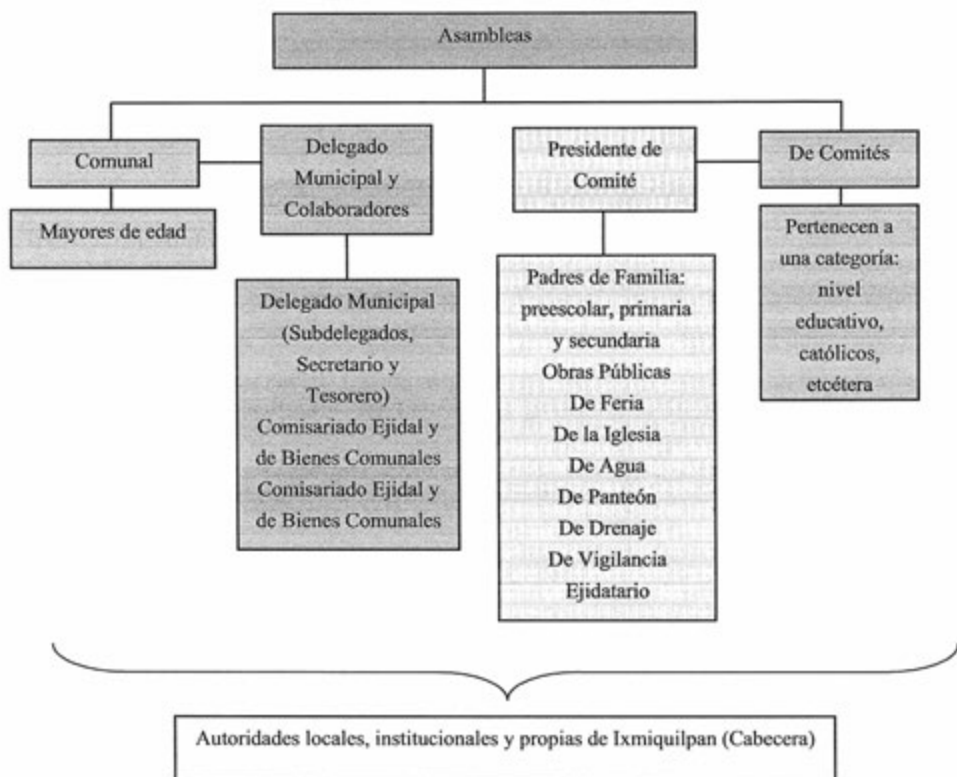 Asambleas
Comunal
Mayores de edad
Delegado
Municipal y
Colaboradores
Delegado Municipal
(Subdelegados,
Secretario y
Tesorero)
Comisariado Ejidal y
de Bienes Comunales
Comisariado Ejidal y
de Bienes Comunales
Presidente de
Comité
Padres de Familia:
preescolar, primaria
y secundaria
Obras Públicas
De Feria
De la Iglesia
De Agua
De Panteón
De Drenaje
De Vigilancia
Ejidatario
De Comités
Pertenecen a
una categoría:
nivel
educativo,
católicos,
etcétera
Autoridades locales, institucionales y propias de Ixmiquilpan (Cabecera)